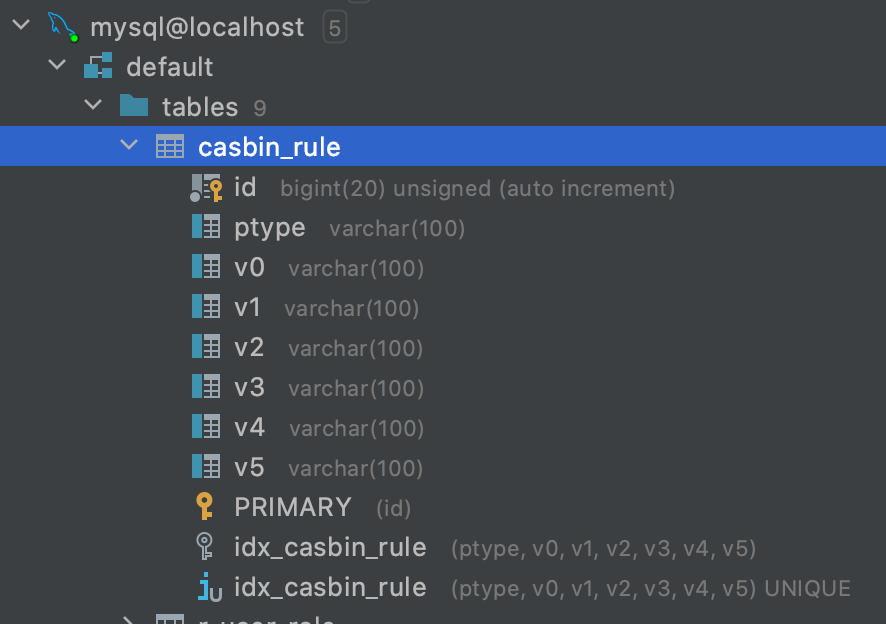 mysql@localhost 5
default
tables 9
casbin_rule
id bigint(20) unsigned (auto increment)
ptype varchar(100)
v0 varchar(100)
v1 varchar(100)
v2 varchar(100)
v3 varchar(100)
v4 varchar(100)
v5 varchar(100)
PRIMARY (id)
idx_casbin_rule (ptype, v0, v1, v2, v3, v4, v5)
idx_casbin_rule (ptype, v0, v1, v2, v3, v4, v5) UNIQUE